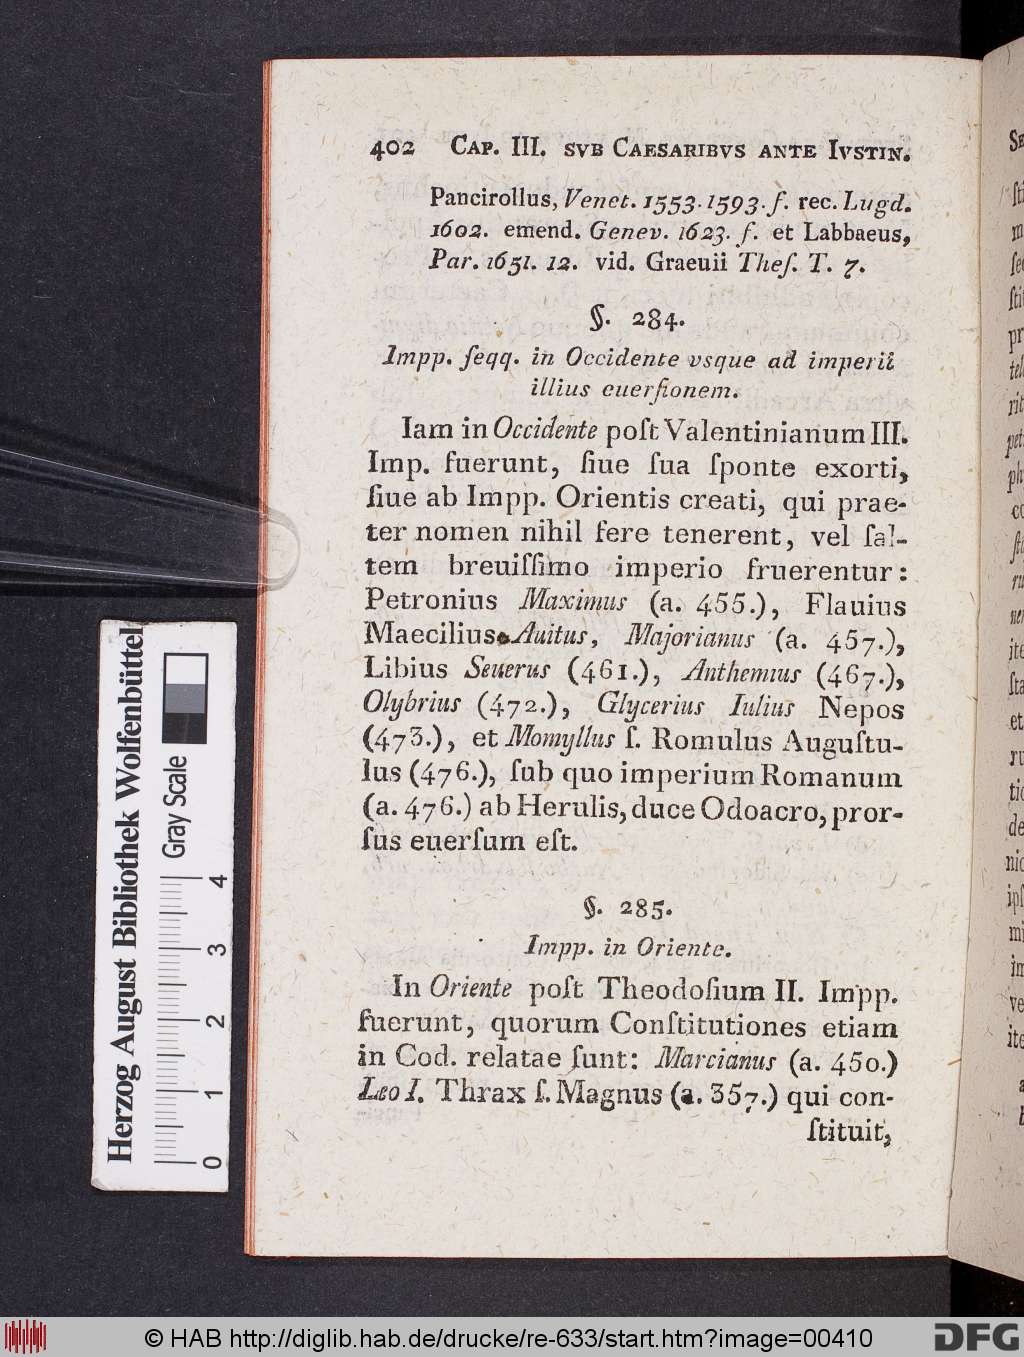 402 CAP. III. SVB CAESARIBVS ANTE IVSTIN.
Pancirollus, Venet. 1553. 1593. f. rec. Lugd.
1602. emend. Genev. 1623. f. et Labbaeus,
Par. 1651. 12. vid. Graeuii Theſ. T. 7.
§. 284.
Impp. ſeqq. in Occidente vsque ad imperii
illius euerſionem.
Iam in Occidente poſt Valentinianum III.
Imp. fuerunt, ſiue ſua ſponte exorti,
ſiue ab Impp. Orientis creati, qui prae-
ter nomen nihil fere tenerent, vel ſal-
tem breuiſſimo imperio fruerentur:
Petronius Maximus (a. 455.), Flauius
Maecilius Auitus, Majorianus (a. 457.),
Libius Seuerus (461.), Anthemius (467.),
Olybrius (472.), Glycerius Iulius Nepos
(473.), et Momyllus ſ. Romulus Auguſtu-
lus (476.), ſub quo imperium Romanum
(a. 476.) ab Herulis, duce Odoacro, pror-
ſus euerſum eſt.
§. 285.
Impp. in Oriente.
In Oriente poſt Theodoſium II. Impp.
fuerunt, quorum Conſtitutiones etiam
in Cod. relatae ſunt: Marcianus (a. 450.)
Leo I. Thrax ſ. Magnus (a. 357.) qui con-
ſtituit,
Herzog August Bibliothek Wolfenbüttel
Gray Scale
0 1 2 3 4
© HAB http://diglib.hab.de/drucke/re-633/start.htm?image=00410
DFG